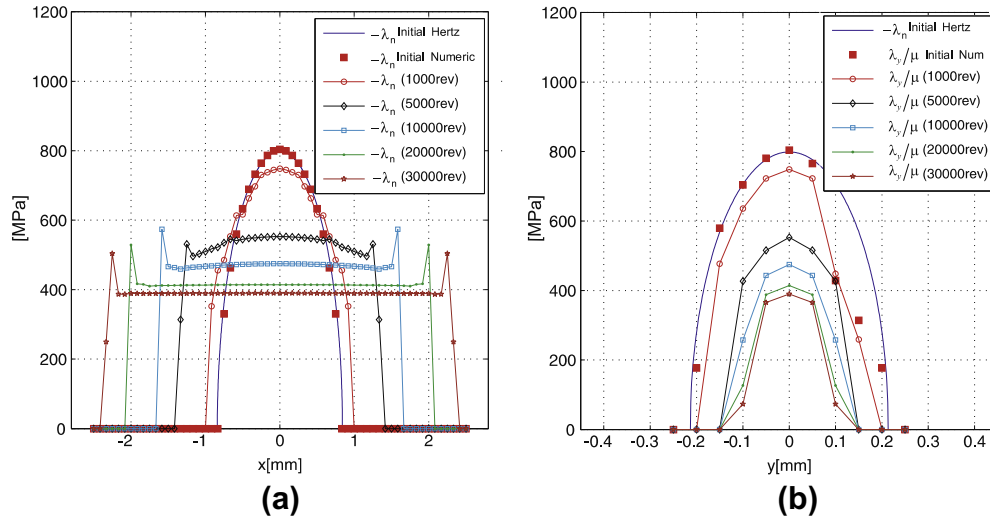 1200
1000
800
600
400
200
0
[MPa]
-2
-1
0
1
2
x[mm]
−λn Initial Hertz
−λn Initial Numeric
−λn (1000rev)
−λn (5000rev)
−λn (10000rev)
−λn (20000rev)
−λn (30000rev)
(a)
1200
1000
800
600
400
200
0
[MPa]
-0.4
-0.3
-0.2
-0.1
0
0.1
0.2
0.3
0.4
y[mm]
−λn Initial Hertz
λy/μ Initial Num
λy/μ (1000rev)
λy/μ (5000rev)
λy/μ (10000rev)
λy/μ (20000rev)
λy/μ (30000rev)
(b)